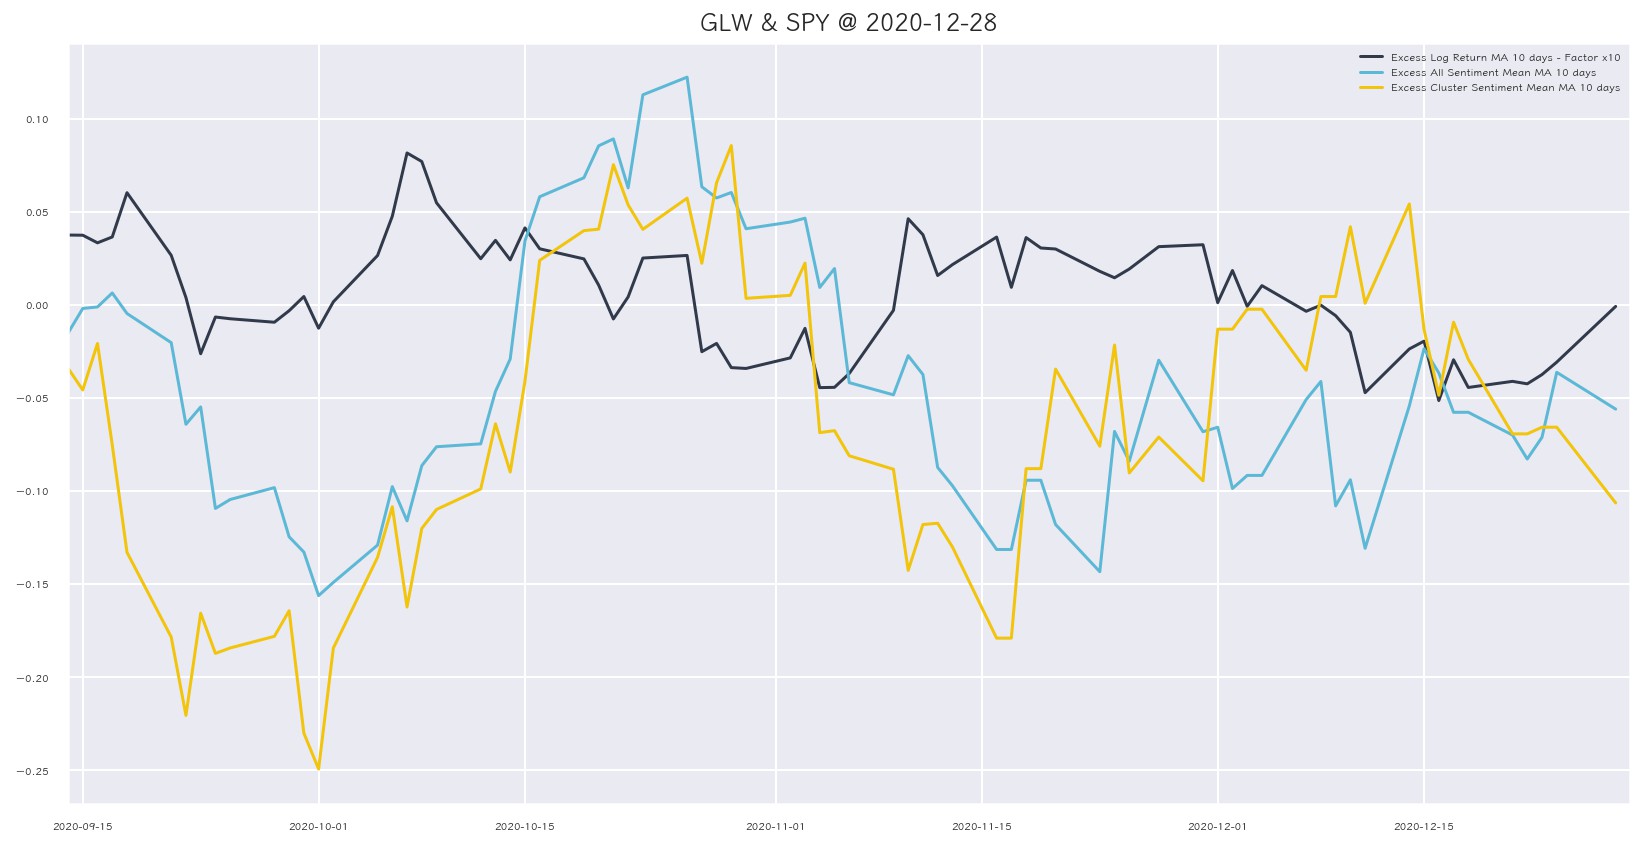 GLW & SPY @ 2020-12-28
Excess Log Return MA 10 days - Factor x10
Excess All Sentiment Mean MA 10 days
Excess Cluster Sentiment Mean MA 10 days
0.10
0.05
0.00
−0.05
−0.10
−0.15
−0.20
−0.25
2020-09-15 2020-10-01 2020-10-15 2020-11-01 2020-11-15 2020-12-01 2020-12-15